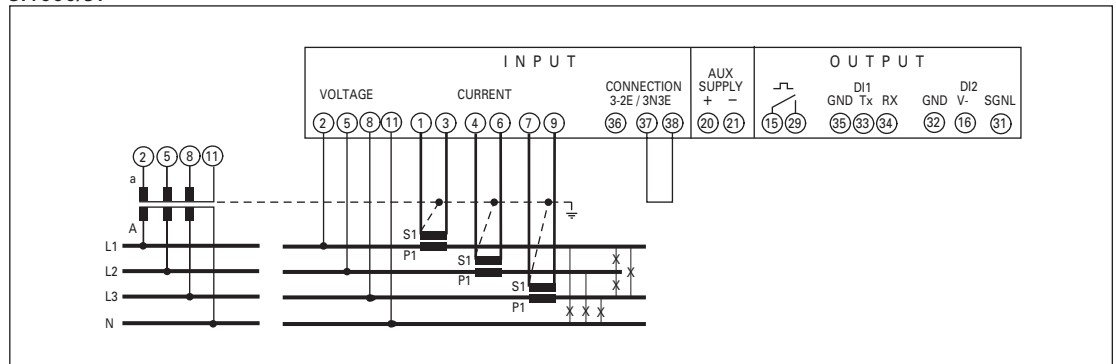 I N P U T
VOLTAGE
CURRENT
CONNECTION
3-2E / 3N3E
AUX
SUPPLY
+ −
O U T P U T
DI1
GND Tx RX
DI2
GND V- SGNL
2 5 8 11 1 3 4 6 7 9 36 37 38 20 21 15 29 35 33 34 32 16 31
2 5 8 11
a
A
L1
L2
L3
N
S1
P1
S1
P1
S1
P1
X
X
X
X X X